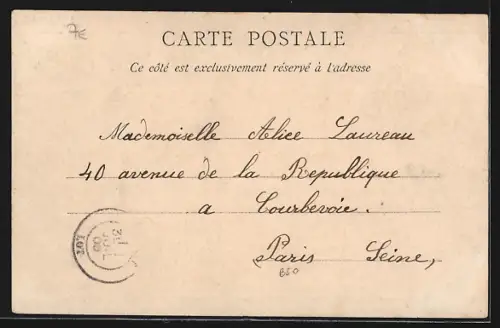 7€
CARTE POSTALE
Ce côté est exclusivement réservé à l'adresse
Mademoiselle Alice Laureau
40 avenue de la Republique
a Courbevoie.
Paris Seine,